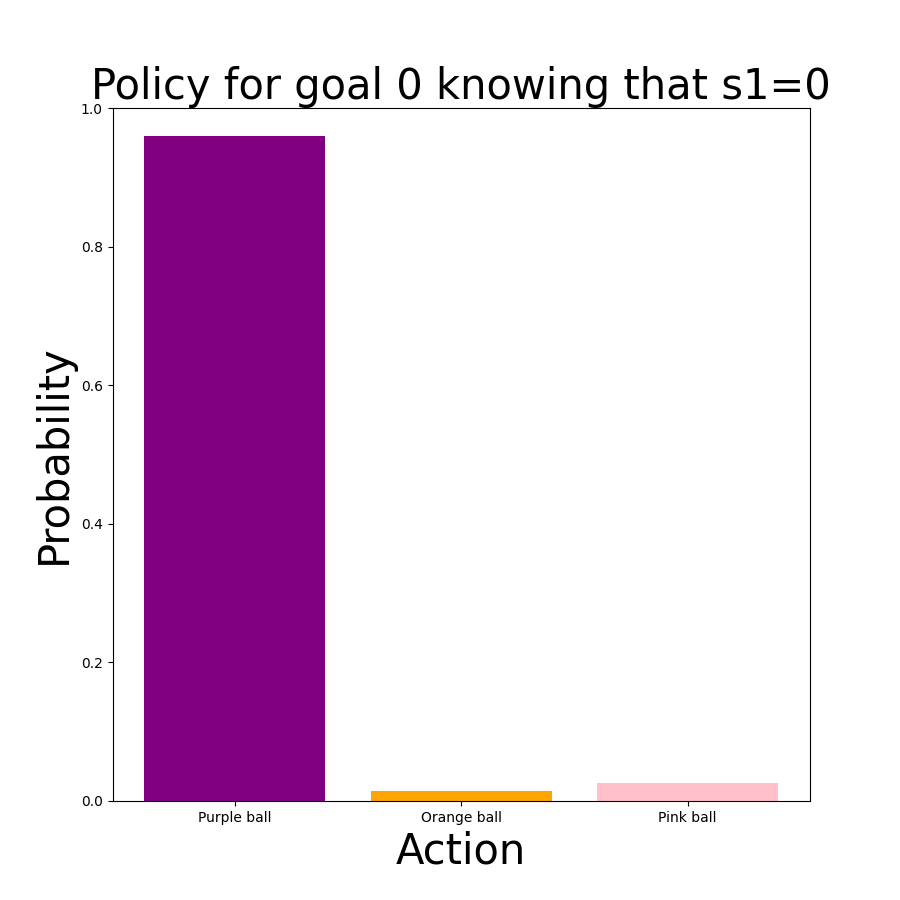 Policy for goal 0 knowing that s1=0
1.0
0.8
0.6
0.4
0.2
0.0
Probability
Purple ball
Orange ball
Pink ball
Action